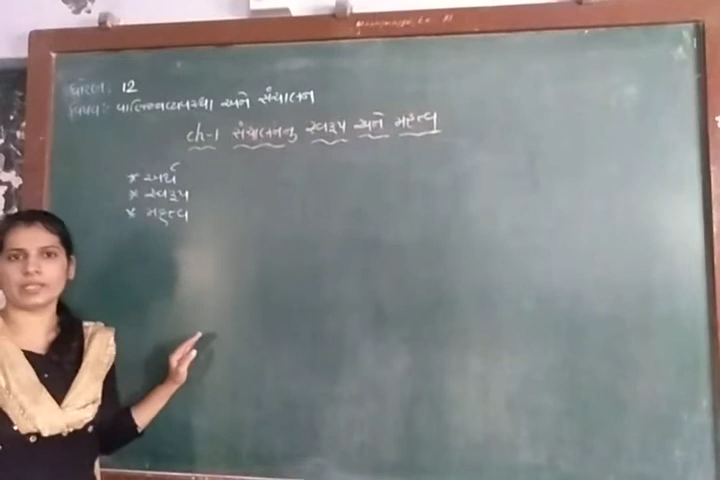 ધોરણ: 12
વિષય: વાણિજ્યવ્યવસ્થા અને સંચાલન
ch-1 સંચાલનનુ સ્વરૂપ અને મહત્વ
* અર્થ
* સ્વરૂપ
* મહત્વ